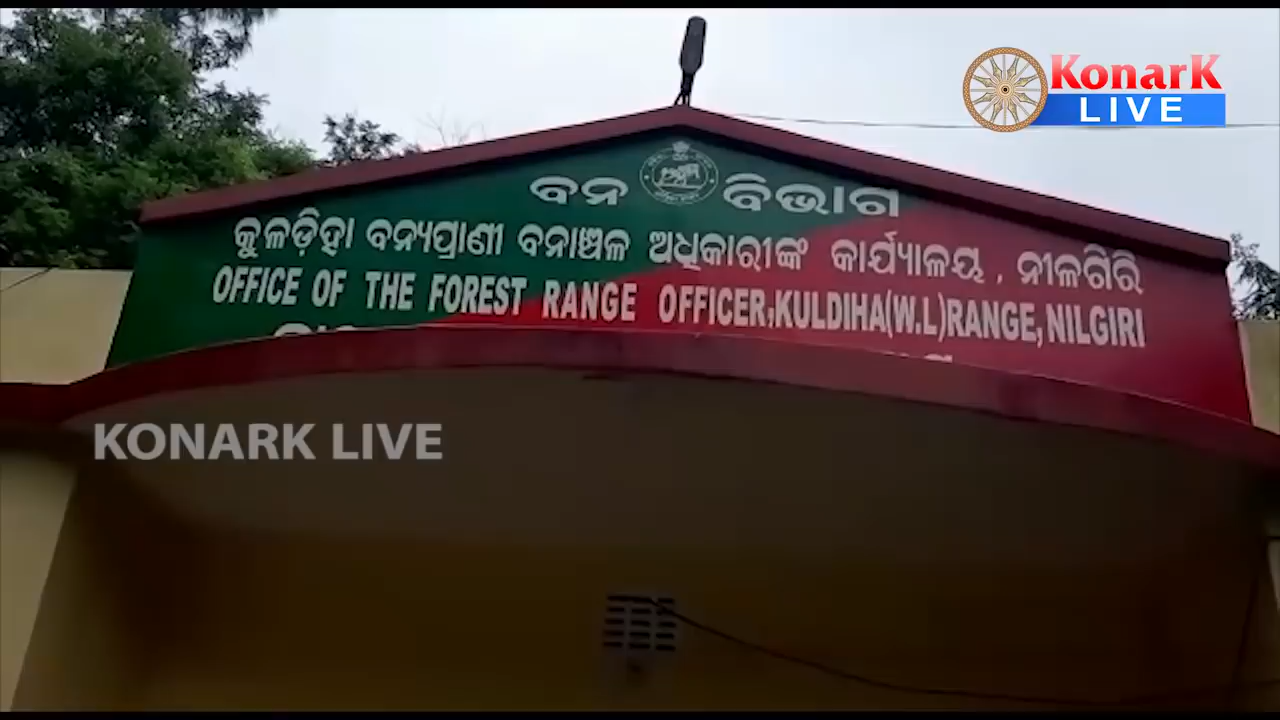 KonarK
LIVE
ବନ ବିଭାଗ
କୁଳଡ଼ିହା ବନ୍ୟପ୍ରାଣୀ ବନାଞ୍ଚଳ ଅଧିକାରୀଙ୍କ କାର୍ଯ୍ୟାଳୟ, ନୀଳଗିରି
OFFICE OF THE FOREST RANGE OFFICER,KULDIHA(W.L)RANGE,NILGIRI
KONARK LIVE